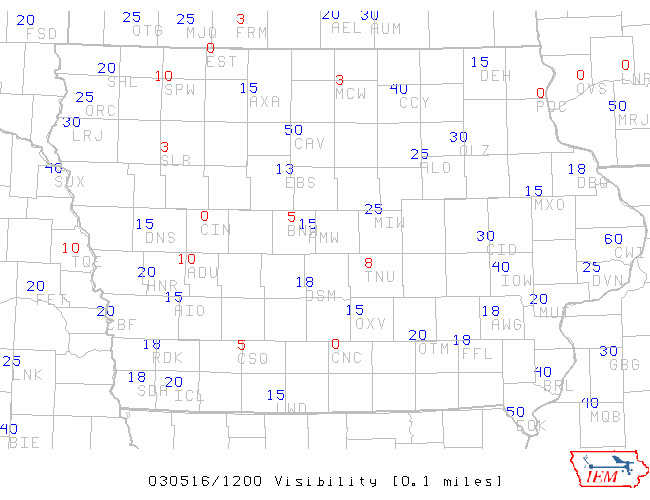 20 FSD
25 OTG
25 MJQ
3 FRM
20 AEL
30 AUM
0 EST
20 SHL
10 SPW
15 AXA
3 MCW
40 CCY
15 DEH
0 PDC
0 OVS
0 LNR
25 ORC
50 MRJ
30 LRJ
50 CAV
30 OLZ
3 SLB
25 ALO
40 SUX
13 EBS
18 DBQ
15 MXO
15 DNS
0 CIN
5 BNW
15 AMW
25 MIW
30 CID
60 CWI
10 TQE
10 ADU
8 TNU
40 IOW
25 DVN
20 FET
20 HNR
18 DSM
15 AIO
20 CBF
15 OXV
18 AWG
20 MUT
18 RDK
5 CSQ
0 CNC
20 OTM
18 FFL
30 GBG
25 LNK
18 SDA
20 ICL
15 LWD
40 BRL
50 EOK
40 MQB
40 BIE
IEM
030516/1200 Visibility [0.1 miles]